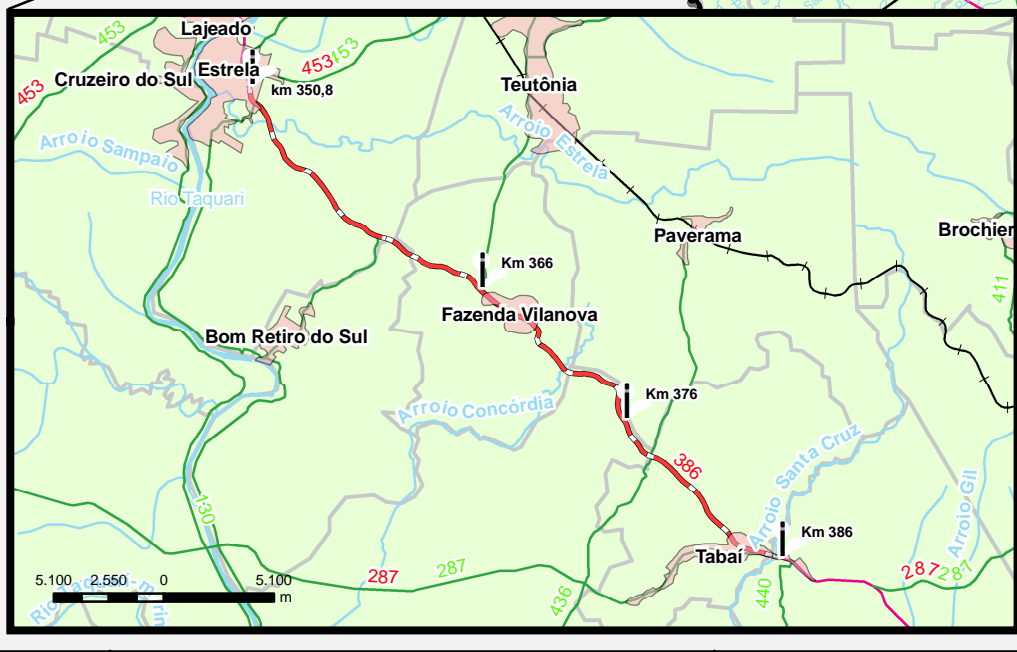 Lajeado
453
453
453
453
Estrela
Cruzeiro do Sul
km 350,8
Teutônia
Arroio Estrela
Arroio Sampaio
Rio Taquari
Paverama
Brochier
Km 366
411
Fazenda Vilanova
Bom Retiro do Sul
Km 376
Arroio Concórdia
386
Arroio Santa Cruz
Arroio Gil
130
Km 386
Tabaí
287
287
287
287
436
440
5.100 2.550 0 5.100
m